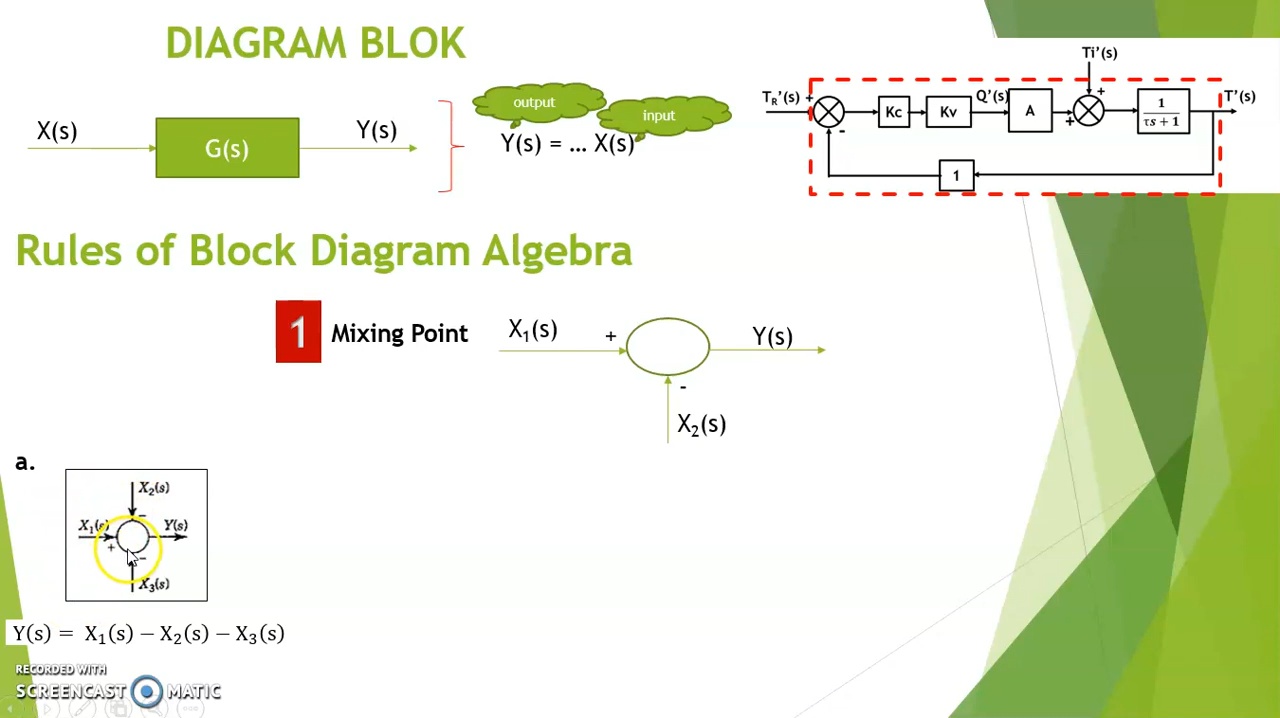 DIAGRAM BLOK
X(s)
G(s)
Y(s)
output
input
Y(s) = ... X(s)
Ti’(s)
TR’(s)
+
-
Kc
Kv
Q’(s)
A
+
+
1
τs + 1
T’(s)
1
Rules of Block Diagram Algebra
1
Mixing Point
X₁(s)
+
Y(s)
-
X₂(s)
a.
X₂(s)
−
X₁(s)
Y(s)
+
−
X₃(s)
Y(s) = X₁(s) − X₂(s) − X₃(s)
RECORDED WITH
SCREENCAST MATIC